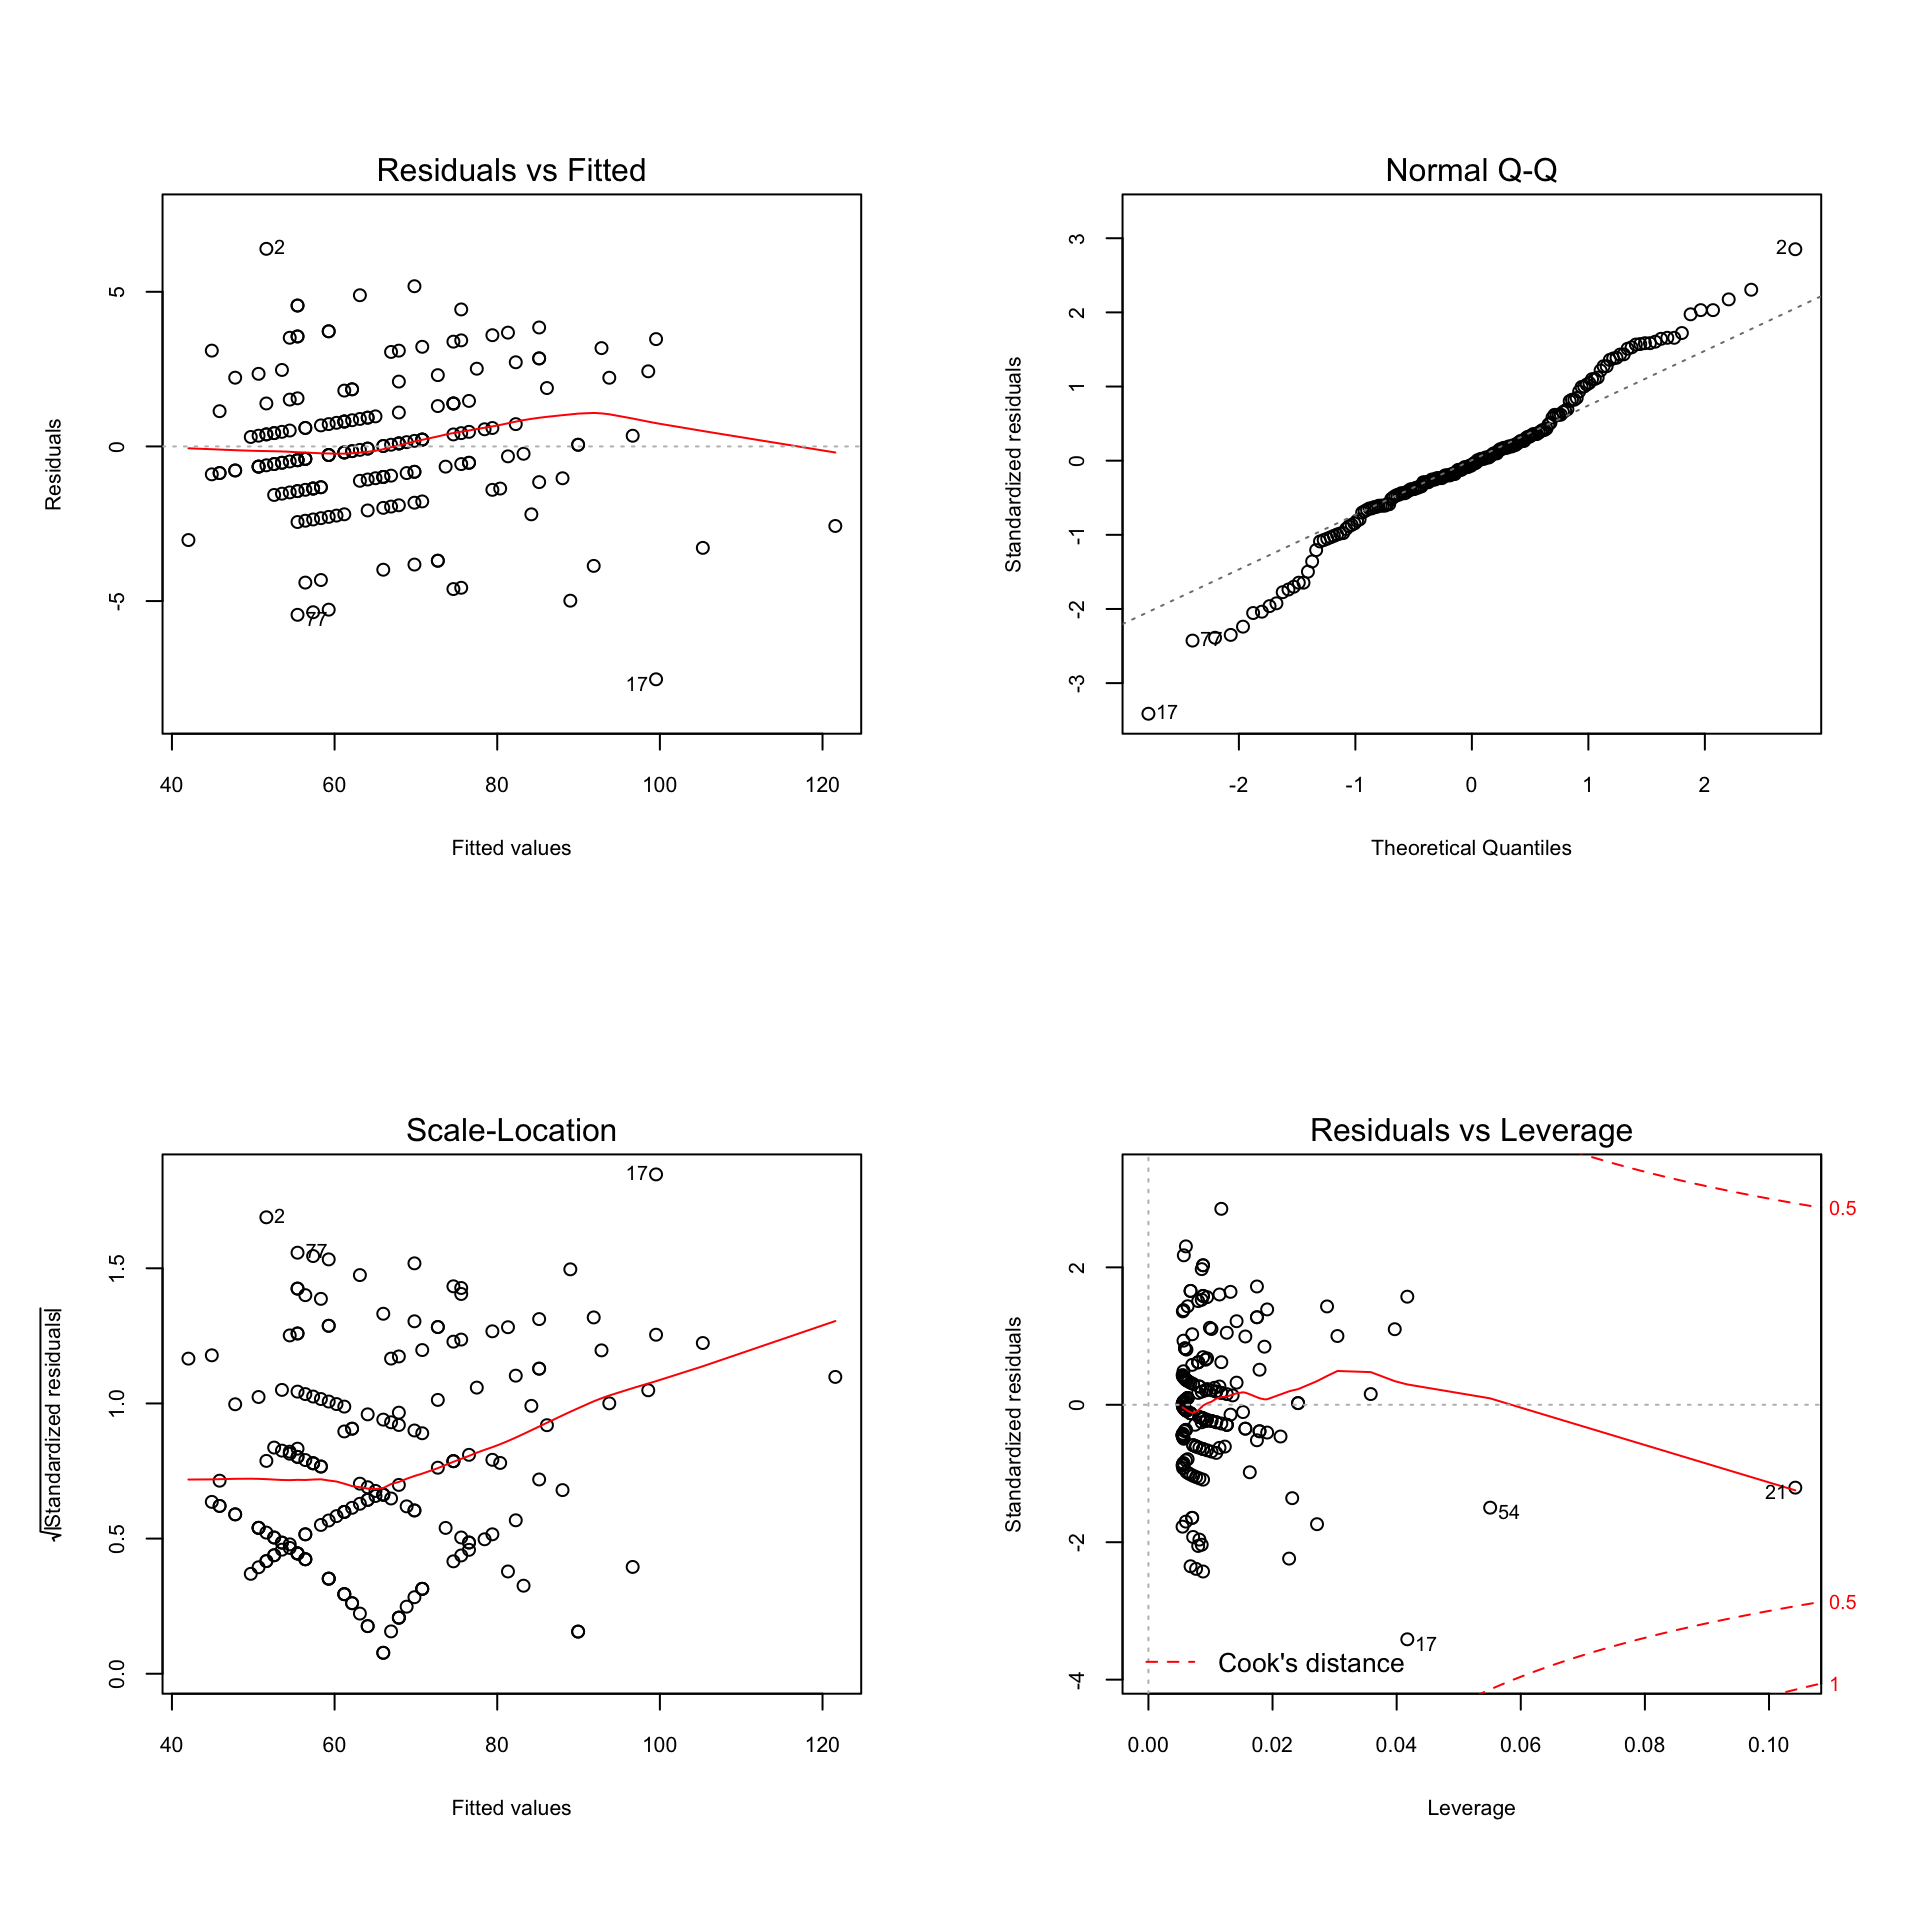 Residuals vs Fitted
Residuals
5
0
-5
2
77
17
40 60 80 100 120
Fitted values
Normal Q-Q
Standardized residuals
3
2
1
0
-1
-2
-3
2
77
17
-2 -1 0 1 2
Theoretical Quantiles
Scale-Location
√|Standardized residuals|
1.5
1.0
0.5
0.0
17
2
77
40 60 80 100 120
Fitted values
Residuals vs Leverage
Standardized residuals
2
0
-2
-4
0.5
21
54
0.5
17
Cook's distance
1
0.00 0.02 0.04 0.06 0.08 0.10
Leverage